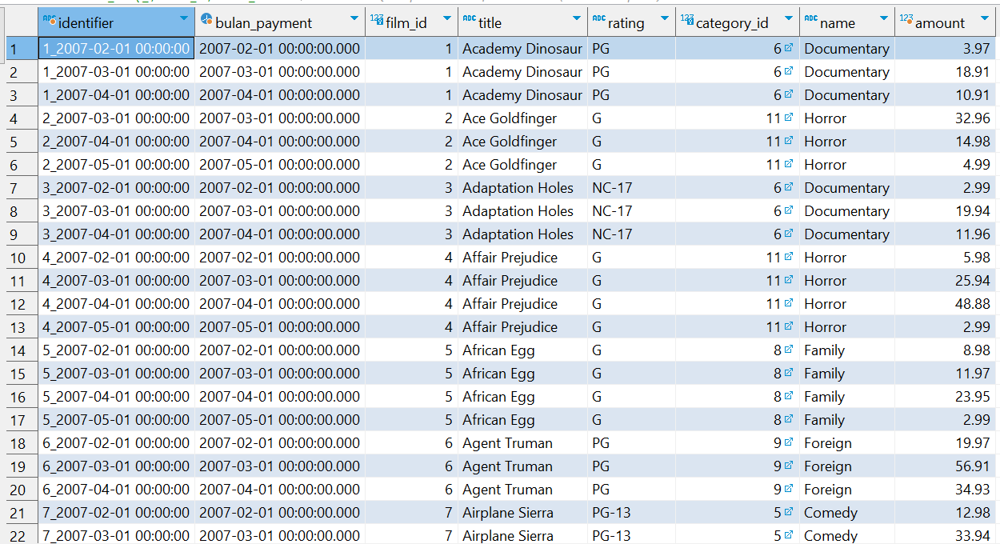 ABC identifier bulan_payment 123 film_id ABC title ABC rating 123 category_id ABC name 123 amount
1 1_2007-02-01 00:00:00 2007-02-01 00:00:00.000 1 Academy Dinosaur PG 6 Documentary 3.97
2 1_2007-03-01 00:00:00 2007-03-01 00:00:00.000 1 Academy Dinosaur PG 6 Documentary 18.91
3 1_2007-04-01 00:00:00 2007-04-01 00:00:00.000 1 Academy Dinosaur PG 6 Documentary 10.91
4 2_2007-03-01 00:00:00 2007-03-01 00:00:00.000 2 Ace Goldfinger G 11 Horror 32.96
5 2_2007-04-01 00:00:00 2007-04-01 00:00:00.000 2 Ace Goldfinger G 11 Horror 14.98
6 2_2007-05-01 00:00:00 2007-05-01 00:00:00.000 2 Ace Goldfinger G 11 Horror 4.99
7 3_2007-02-01 00:00:00 2007-02-01 00:00:00.000 3 Adaptation Holes NC-17 6 Documentary 2.99
8 3_2007-03-01 00:00:00 2007-03-01 00:00:00.000 3 Adaptation Holes NC-17 6 Documentary 19.94
9 3_2007-04-01 00:00:00 2007-04-01 00:00:00.000 3 Adaptation Holes NC-17 6 Documentary 11.96
10 4_2007-02-01 00:00:00 2007-02-01 00:00:00.000 4 Affair Prejudice G 11 Horror 5.98
11 4_2007-03-01 00:00:00 2007-03-01 00:00:00.000 4 Affair Prejudice G 11 Horror 25.94
12 4_2007-04-01 00:00:00 2007-04-01 00:00:00.000 4 Affair Prejudice G 11 Horror 48.88
13 4_2007-05-01 00:00:00 2007-05-01 00:00:00.000 4 Affair Prejudice G 11 Horror 2.99
14 5_2007-02-01 00:00:00 2007-02-01 00:00:00.000 5 African Egg G 8 Family 8.98
15 5_2007-03-01 00:00:00 2007-03-01 00:00:00.000 5 African Egg G 8 Family 11.97
16 5_2007-04-01 00:00:00 2007-04-01 00:00:00.000 5 African Egg G 8 Family 23.95
17 5_2007-05-01 00:00:00 2007-05-01 00:00:00.000 5 African Egg G 8 Family 2.99
18 6_2007-02-01 00:00:00 2007-02-01 00:00:00.000 6 Agent Truman PG 9 Foreign 19.97
19 6_2007-03-01 00:00:00 2007-03-01 00:00:00.000 6 Agent Truman PG 9 Foreign 56.91
20 6_2007-04-01 00:00:00 2007-04-01 00:00:00.000 6 Agent Truman PG 9 Foreign 34.93
21 7_2007-02-01 00:00:00 2007-02-01 00:00:00.000 7 Airplane Sierra PG-13 5 Comedy 12.98
22 7_2007-03-01 00:00:00 2007-03-01 00:00:00.000 7 Airplane Sierra PG-13 5 Comedy 33.94